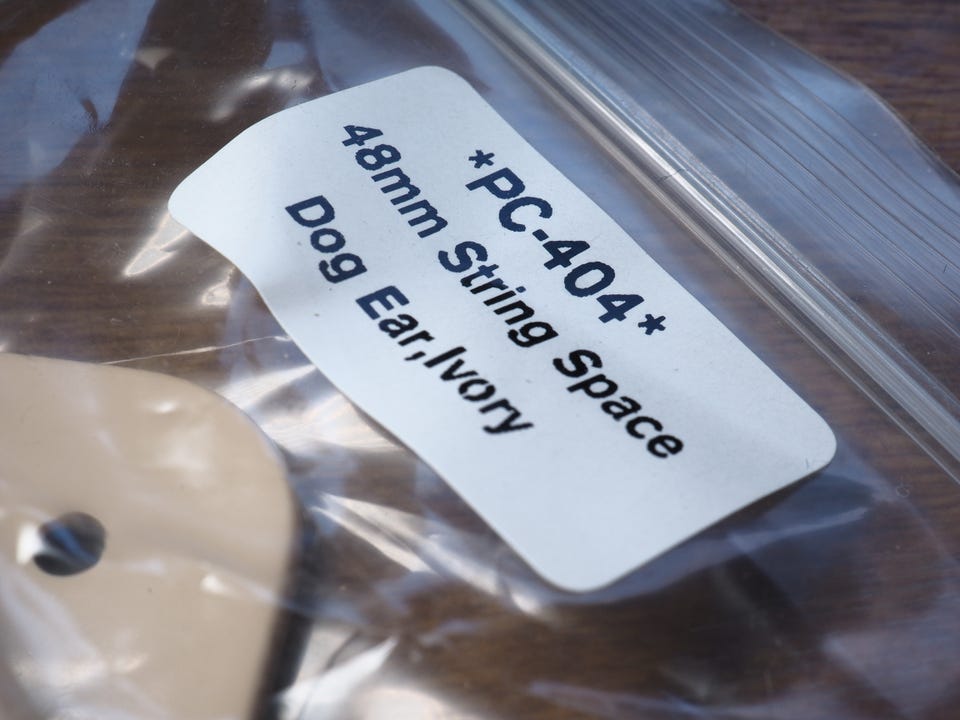 *PC-404*
48mm String Space
Dog Ear,Ivory